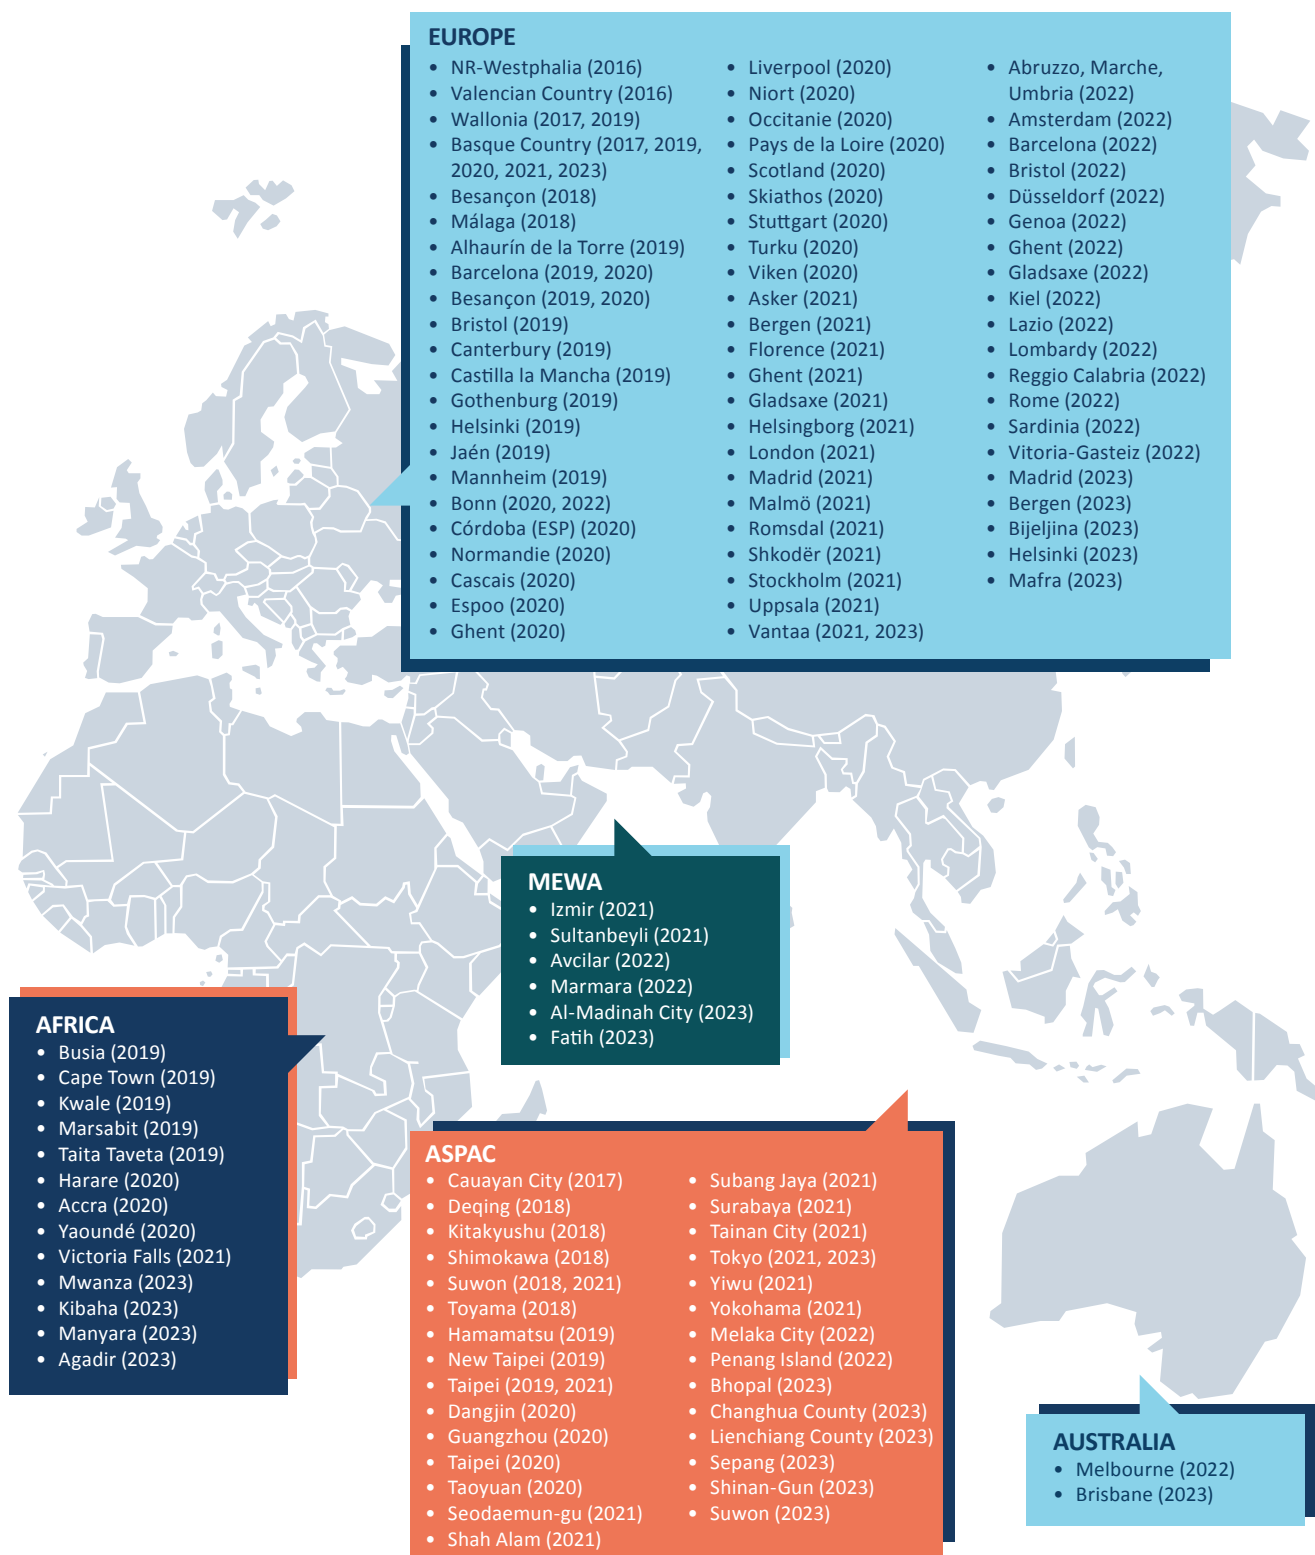 EUROPE
• NR-Westphalia (2016)
• Valencian Country (2016)
• Wallonia (2017, 2019)
• Basque Country (2017, 2019,
2020, 2021, 2023)
• Besançon (2018)
• Málaga (2018)
• Alhaurín de la Torre (2019)
• Barcelona (2019, 2020)
• Besançon (2019, 2020)
• Bristol (2019)
• Canterbury (2019)
• Castilla la Mancha (2019)
• Gothenburg (2019)
• Helsinki (2019)
• Jaén (2019)
• Mannheim (2019)
• Bonn (2020, 2022)
• Córdoba (ESP) (2020)
• Normandie (2020)
• Cascais (2020)
• Espoo (2020)
• Ghent (2020)
• Liverpool (2020)
• Niort (2020)
• Occitanie (2020)
• Pays de la Loire (2020)
• Scotland (2020)
• Skiathos (2020)
• Stuttgart (2020)
• Turku (2020)
• Viken (2020)
• Asker (2021)
• Bergen (2021)
• Florence (2021)
• Ghent (2021)
• Gladsaxe (2021)
• Helsingborg (2021)
• London (2021)
• Madrid (2021)
• Malmö (2021)
• Romsdal (2021)
• Shkodër (2021)
• Stockholm (2021)
• Uppsala (2021)
• Vantaa (2021, 2023)
• Abruzzo, Marche,
Umbria (2022)
• Amsterdam (2022)
• Barcelona (2022)
• Bristol (2022)
• Düsseldorf (2022)
• Genoa (2022)
• Ghent (2022)
• Gladsaxe (2022)
• Kiel (2022)
• Lazio (2022)
• Lombardy (2022)
• Reggio Calabria (2022)
• Rome (2022)
• Sardinia (2022)
• Vitoria-Gasteiz (2022)
• Madrid (2023)
• Bergen (2023)
• Bijeljina (2023)
• Helsinki (2023)
• Mafra (2023)
MEWA
• Izmir (2021)
• Sultanbeyli (2021)
• Avcilar (2022)
• Marmara (2022)
• Al-Madinah City (2023)
• Fatih (2023)
AFRICA
• Busia (2019)
• Cape Town (2019)
• Kwale (2019)
• Marsabit (2019)
• Taita Taveta (2019)
• Harare (2020)
• Accra (2020)
• Yaoundé (2020)
• Victoria Falls (2021)
• Mwanza (2023)
• Kibaha (2023)
• Manyara (2023)
• Agadir (2023)
ASPAC
• Cauayan City (2017)
• Deqing (2018)
• Kitakyushu (2018)
• Shimokawa (2018)
• Suwon (2018, 2021)
• Toyama (2018)
• Hamamatsu (2019)
• New Taipei (2019)
• Taipei (2019, 2021)
• Dangjin (2020)
• Guangzhou (2020)
• Taipei (2020)
• Taoyuan (2020)
• Seodaemun-gu (2021)
• Shah Alam (2021)
• Subang Jaya (2021)
• Surabaya (2021)
• Tainan City (2021)
• Tokyo (2021, 2023)
• Yiwu (2021)
• Yokohama (2021)
• Melaka City (2022)
• Penang Island (2022)
• Bhopal (2023)
• Changhua County (2023)
• Lienchiang County (2023)
• Sepang (2023)
• Shinan-Gun (2023)
• Suwon (2023)
AUSTRALIA
• Melbourne (2022)
• Brisbane (2023)